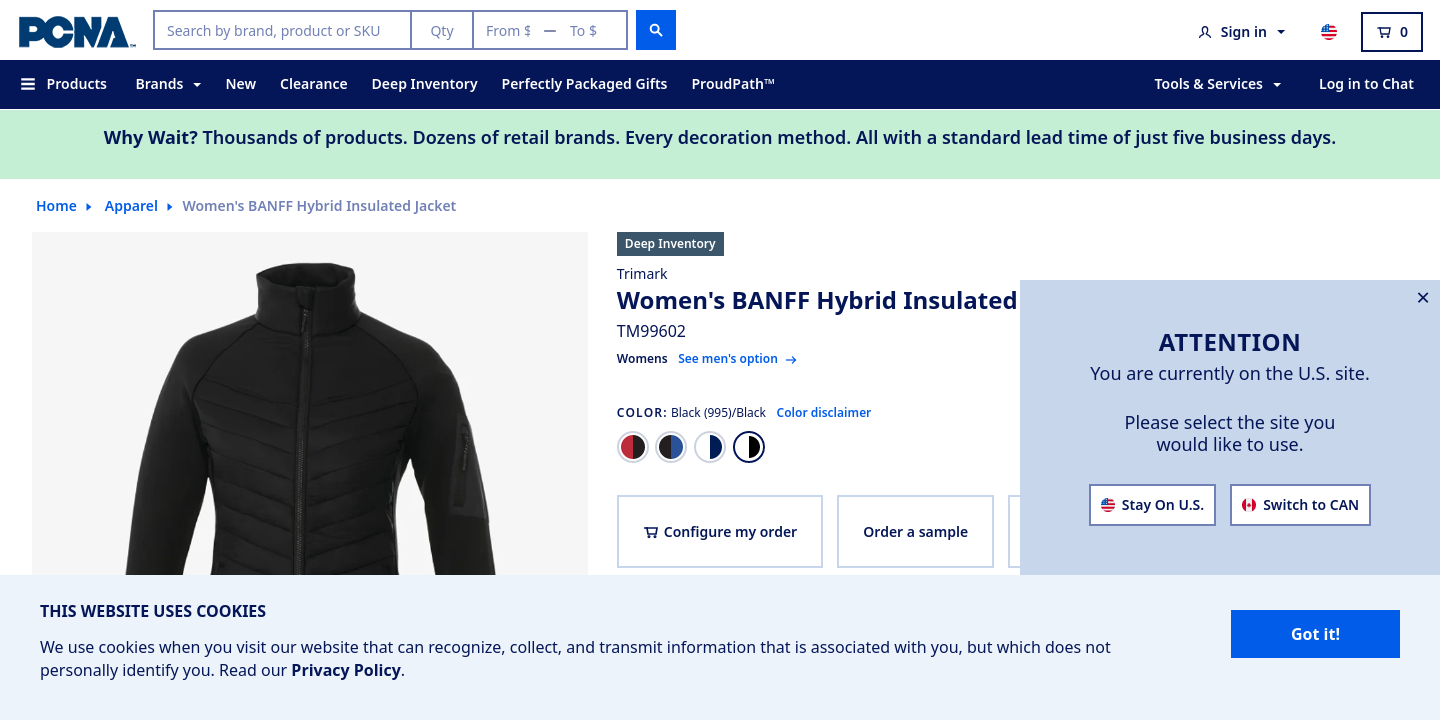 PCNA™
Search by brand, product or SKU
Qty
From $
—
To $
Sign in
0
Products
Brands
New
Clearance
Deep Inventory
Perfectly Packaged Gifts
ProudPath™
Tools & Services
Log in to Chat
Why Wait? Thousands of products. Dozens of retail brands. Every decoration method. All with a standard lead time of just five business days.
Home
Apparel
Women's BANFF Hybrid Insulated Jacket
Deep Inventory
Trimark
Women's BANFF Hybrid Insulated
TM99602
Womens
See men's option
COLOR: Black (995)/Black
Color disclaimer
Configure my order
Order a sample
ATTENTION
You are currently on the U.S. site.
Please select the site you
would like to use.
Stay On U.S.
Switch to CAN
THIS WEBSITE USES COOKIES
We use cookies when you visit our website that can recognize, collect, and transmit information that is associated with you, but which does not
personally identify you. Read our Privacy Policy.
Got it!